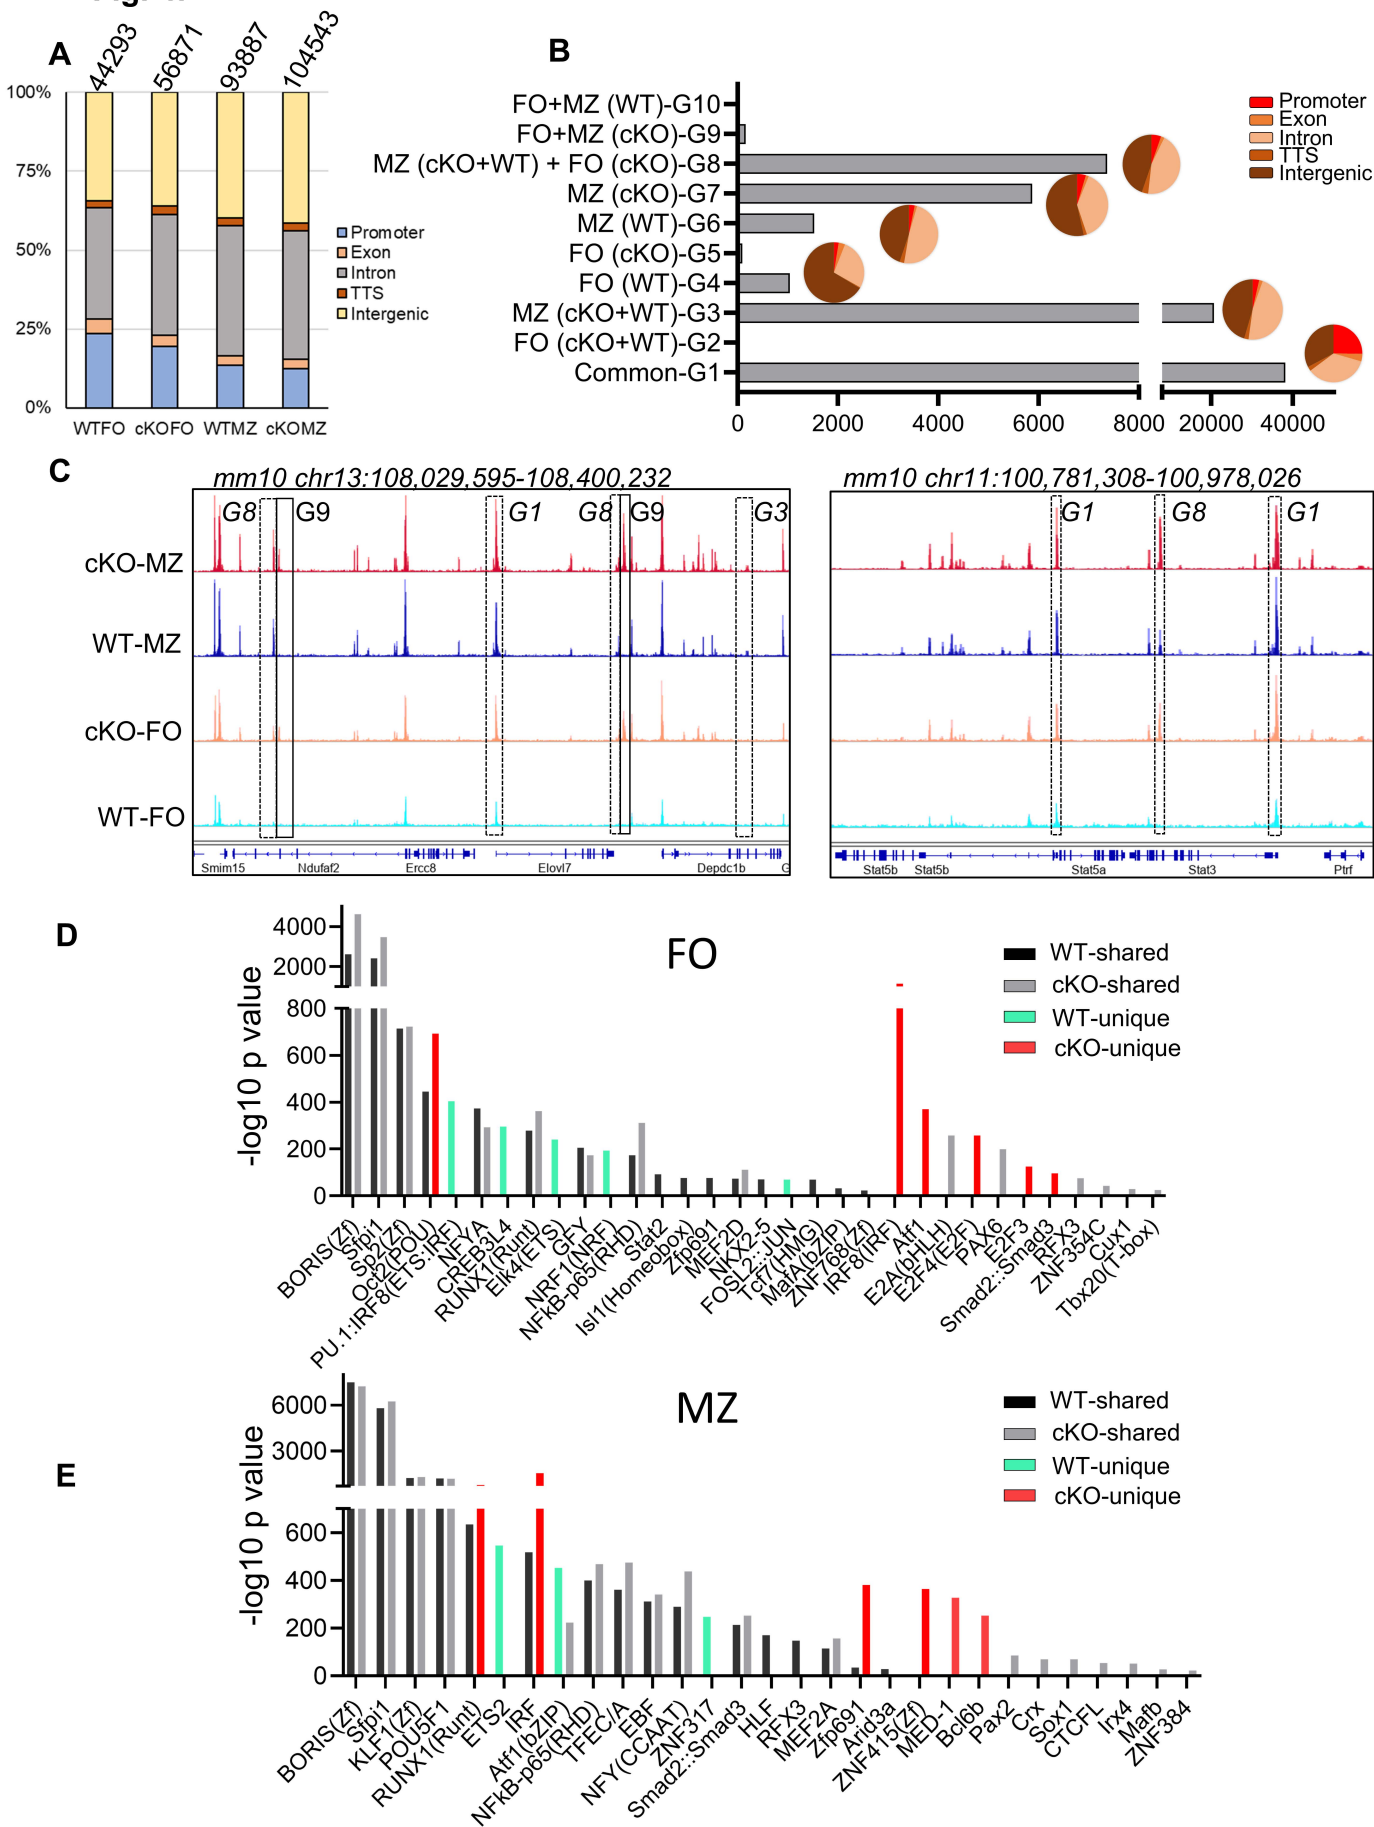 A
44293
56871
93887
104543
100%
75%
50%
25%
0%
WTFO
cKOFO
WTMZ
cKOMZ
Promoter
Exon
Intron
TTS
Intergenic
B
FO+MZ (WT)-G10
FO+MZ (cKO)-G9
MZ (cKO+WT) + FO (cKO)-G8
MZ (cKO)-G7
MZ (WT)-G6
FO (cKO)-G5
FO (WT)-G4
MZ (cKO+WT)-G3
FO (cKO+WT)-G2
Common-G1
0
2000
4000
6000
8000
20000
40000
Promoter
Exon
Intron
TTS
Intergenic
C
mm10 chr13:108,029,595-108,400,232
G8
G9
G1
G8
G9
G3
cKO-MZ
WT-MZ
cKO-FO
WT-FO
Smim15
Ndufaf2
Ercc8
Elovl7
Depdc1b
G
mm10 chr11:100,781,308-100,978,026
G1
G8
G1
Stat5b
Stat5b
Stat5a
Stat3
Ptrf
D
FO
-log10 p value
4000
2000
800
600
400
200
0
WT-shared
cKO-shared
WT-unique
cKO-unique
BORIS(Zf)
Sfpi1
Sp2(Zf)
Oct2(POU)
PU.1:IRF8(ETS:IRF)
NFYA
CREB3L4
RUNX1(Runt)
Elk4(ETS)
GFY
NRF1(NRF)
NFkB-p65(RHD)
Stat2
Isl1(Homeobox)
Zfp691
MEF2D
NKX2-5
FOSL2::JUN
Tcf7(HMG)
MafA(bZIP)
ZNF768(Zf)
IRF8(IRF)
Atf1
E2A(bHLH)
E2F4(E2F)
PAX6
E2F3
Smad2::Smad3
RFX3
ZNF354C
Cux1
Tbx20(T-box)
E
MZ
-log10 p value
6000
3000
600
400
200
0
WT-shared
cKO-shared
WT-unique
cKO-unique
BORIS(Zf)
Sfpi1
KLF1(Zf)
POU5F1
RUNX1(Runt)
ETS2
IRF
Atf1(bZIP)
NFkB-p65(RHD)
TFEC/A
EBF
NFY(CCAAT)
ZNF317
Smad2::Smad3
HLF
RFX3
MEF2A
Zfp691
Arid3a
ZNF415(Zf)
MED-1
Bcl6b
Pax2
Crx
Sox1
CTCFL
Irx4
Mafb
ZNF384